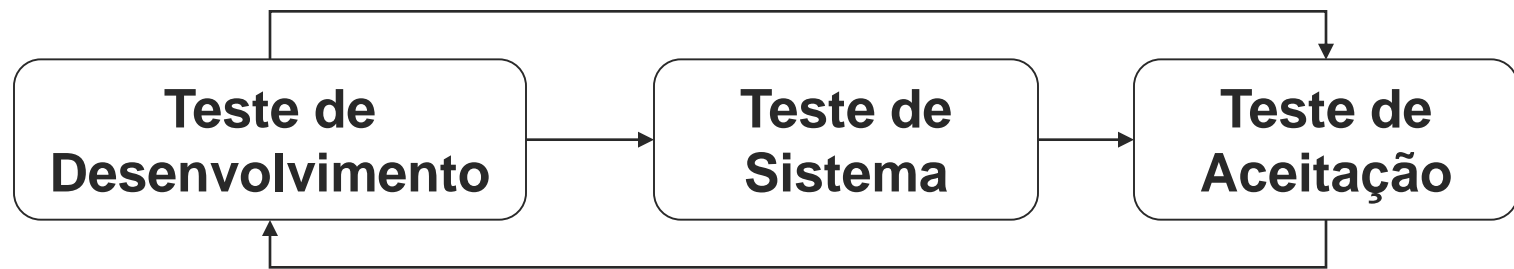 Teste de
Desenvolvimento
Teste de
Sistema
Teste de
Aceitação